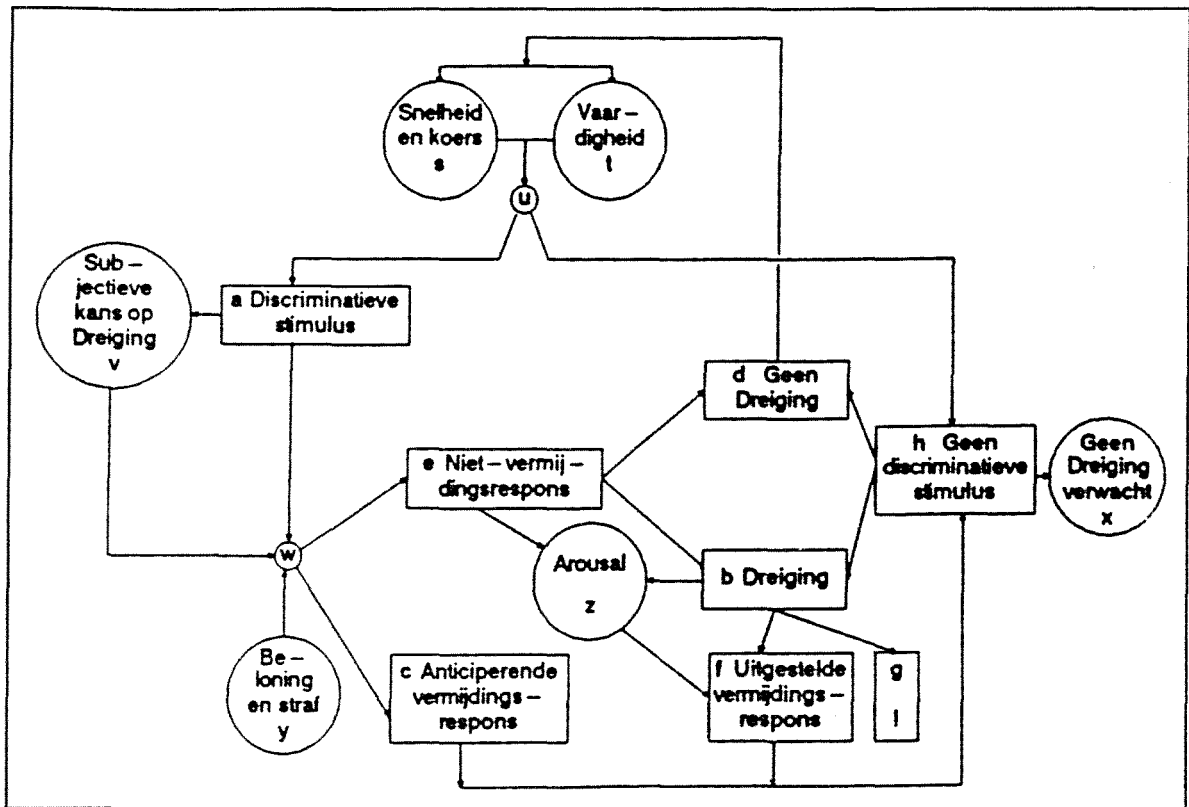 Snelheid
en koers
s
Vaar –
digheid
t
u
Sub –
jectieve
kans op
Dreiging
v
a Discriminatieve
stimulus
d Geen
Dreiging
h Geen
discriminatieve
stimulus
Geen
Dreiging
verwacht
x
e Niet – vermij –
dingsrespons
w
Arousal
z
b Dreiging
Be –
loning
en straf
y
c Anticiperende
vermijdings –
respons
f Uitgestelde
vermijdings –
respons
g
!